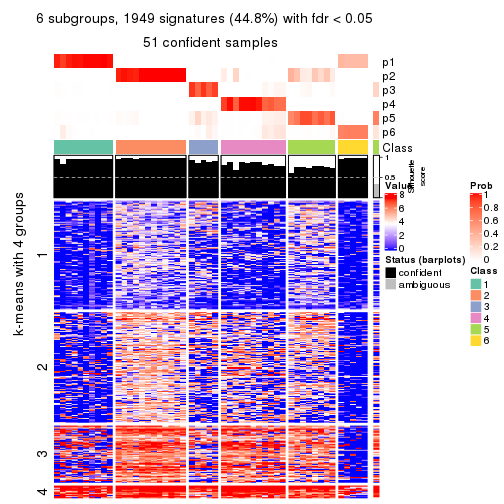 6 subgroups, 1949 signatures (44.8%) with fdr < 0.05
51 confident samples
p1
p2
p3
p4
p5
p6
Class
1
0.5
Silhouette
score
k-means with 4 groups
1
2
3
4
Value
8
6
4
2
0
Status (barplots)
confident
ambiguous
Prob
1
0.8
0.6
0.4
0.2
0
Class
1
2
3
4
5
6